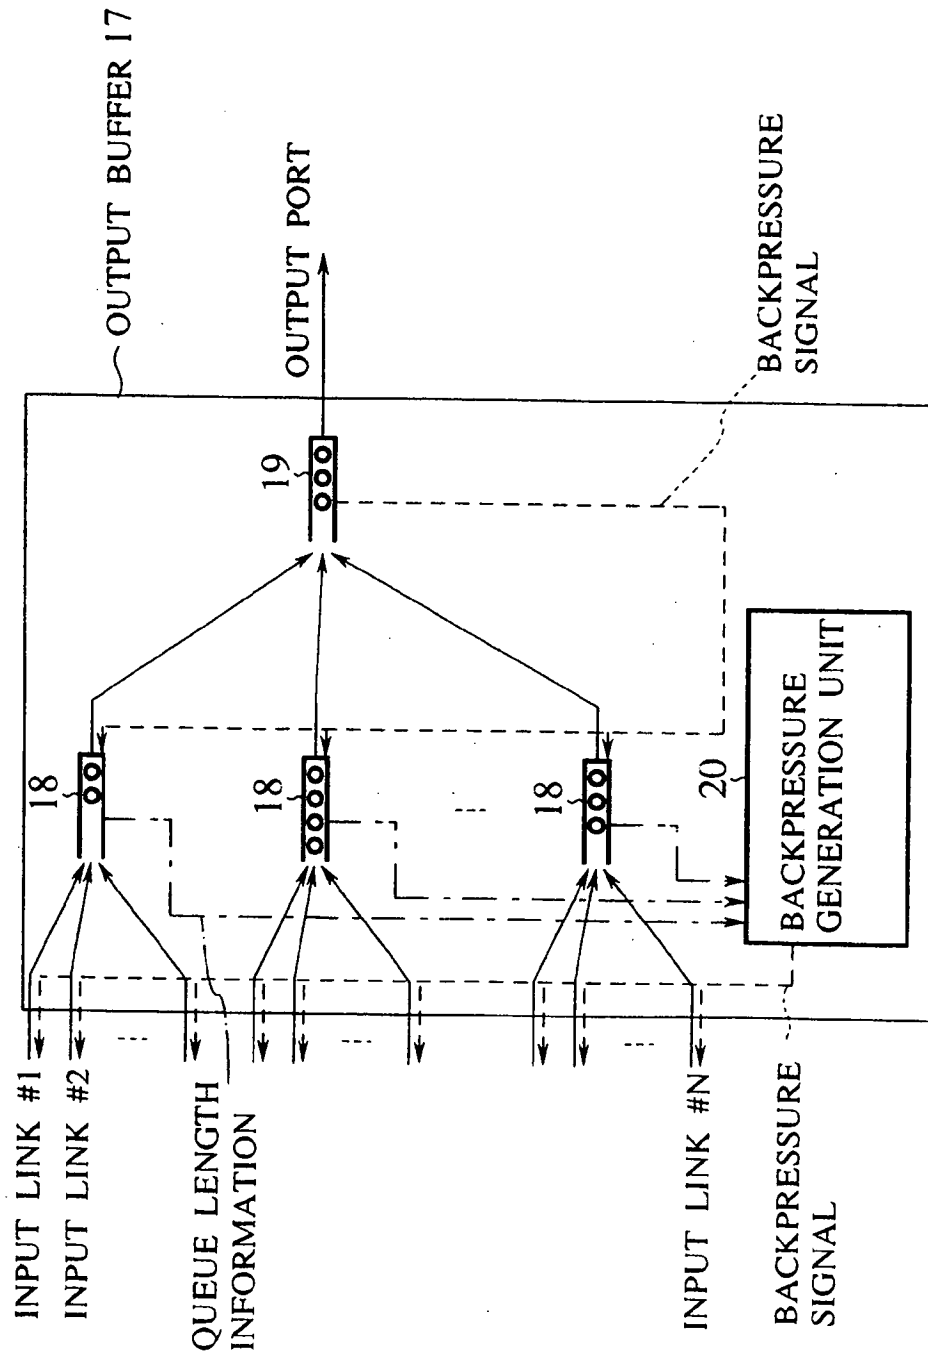 OUTPUT BUFFER 17
OUTPUT PORT
BACKPRESSURE
SIGNAL
19
18
18
18
20
BACKPRESSURE
GENERATION UNIT
INPUT LINK #1
INPUT LINK #2
QUEUE LENGTH
INFORMATION
INPUT LINK #N
BACKPRESSURE
SIGNAL